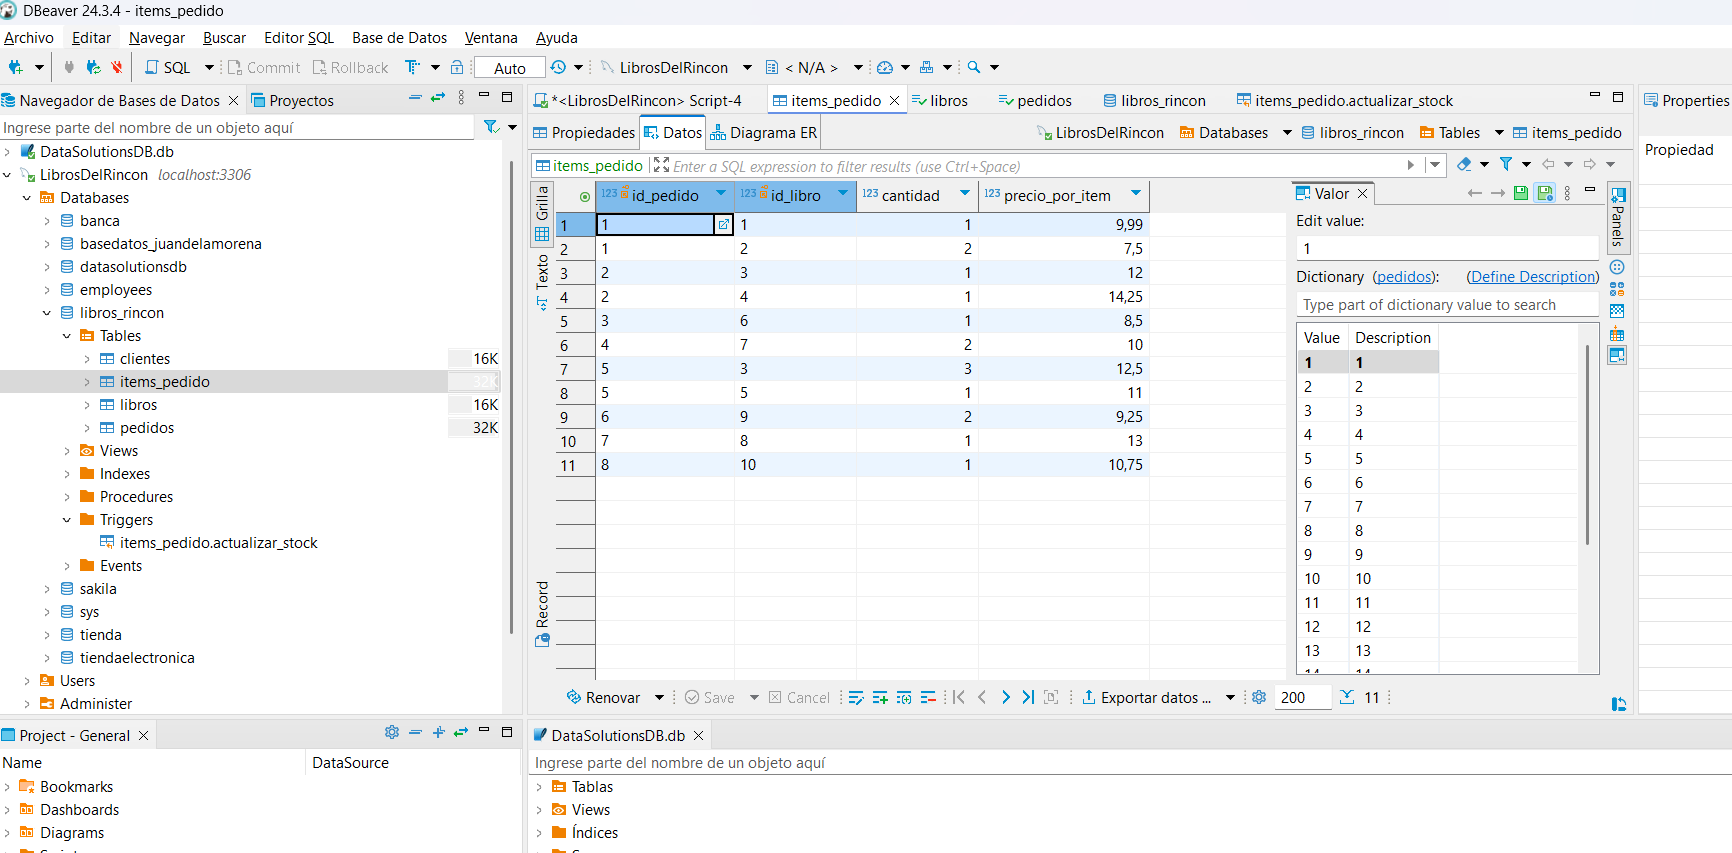 DBeaver 24.3.4 - items_pedido
Archivo Editar Navegar Buscar Editor SQL Base de Datos Ventana Ayuda
SQL Commit Rollback Auto LibrosDelRincon < N/A >
Navegador de Bases de Datos Proyectos
Ingrese parte del nombre de un objeto aquí
DataSolutionsDB.db
LibrosDelRincon localhost:3306
Databases
banca
basedatos_juandelamorena
datasolutionsdb
employees
libros_rincon
Tables
clientes 16K
items_pedido 32K
libros 16K
pedidos 32K
Views
Indexes
Procedures
Triggers
items_pedido.actualizar_stock
Events
sakila
sys
tienda
tiendaelectronica
Users
Administer
*<LibrosDelRincon> Script-4 items_pedido libros pedidos libros_rincon items_pedido.actualizar_stock
Propiedades Datos Diagrama ER LibrosDelRincon Databases libros_rincon Tables items_pedido
items_pedido Enter a SQL expression to filter results (use Ctrl+Space)
Grilla
Texto
Record
123 id_pedido 123 id_libro 123 cantidad 123 precio_por_item
1 1 1 1 9,99
2 1 2 2 7,5
3 2 3 1 12
4 2 4 1 14,25
5 3 6 1 8,5
6 4 7 2 10
7 5 3 3 12,5
8 5 5 1 11
9 6 9 2 9,25
10 7 8 1 13
11 8 10 1 10,75
Valor
Edit value:
1
Dictionary (pedidos): (Define Description)
Type part of dictionary value to search
Value Description
1 1
2 2
3 3
4 4
5 5
6 6
7 7
8 8
9 9
10 10
11 11
12 12
13 13
14 14
Panels
Renovar Save Cancel Exportar datos ... 200 11
Properties
Propiedad
Project - General
Name DataSource
Bookmarks
Dashboards
Diagrams
DataSolutionsDB.db
Ingrese parte del nombre de un objeto aquí
Tablas
Views
Índices